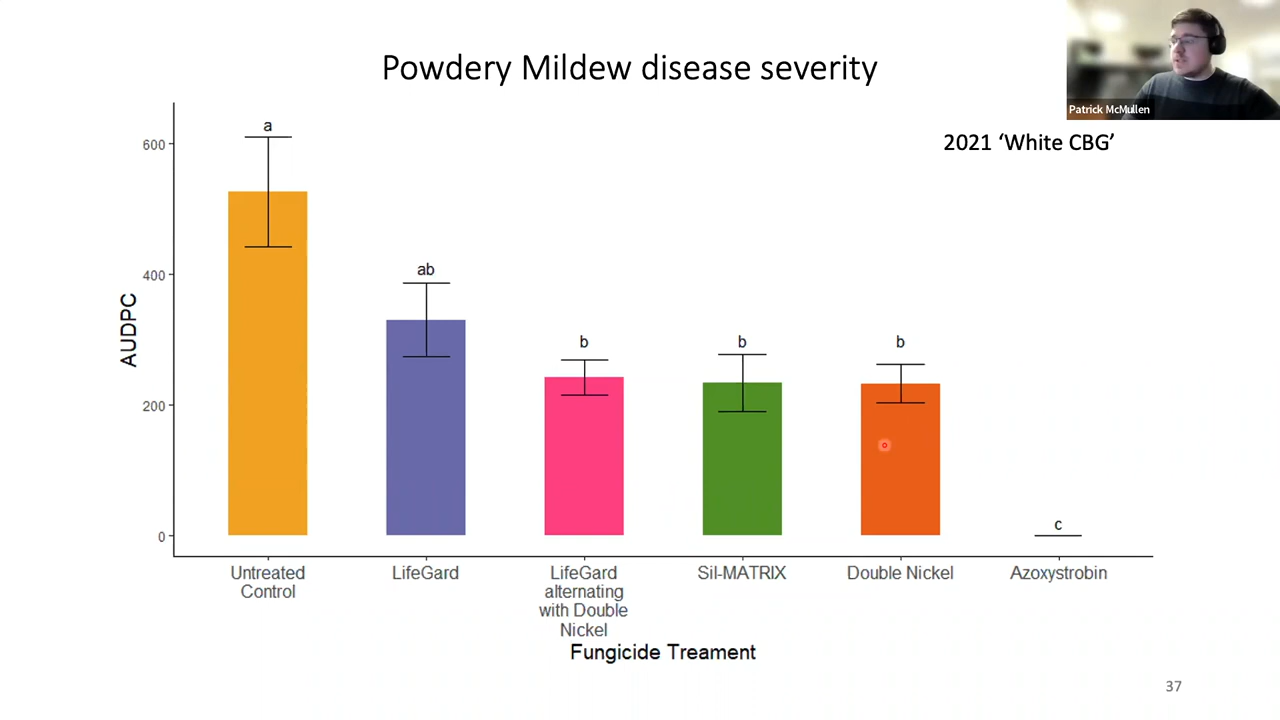 Powdery Mildew disease severity
Patrick McMullen
2021 ‘White CBG’
AUDPC
600
400
200
0
a
ab
b
b
b
c
Untreated
Control
LifeGard
LifeGard
alternating
with Double
Nickel
Sil-MATRIX
Double Nickel
Azoxystrobin
Fungicide Treament
37